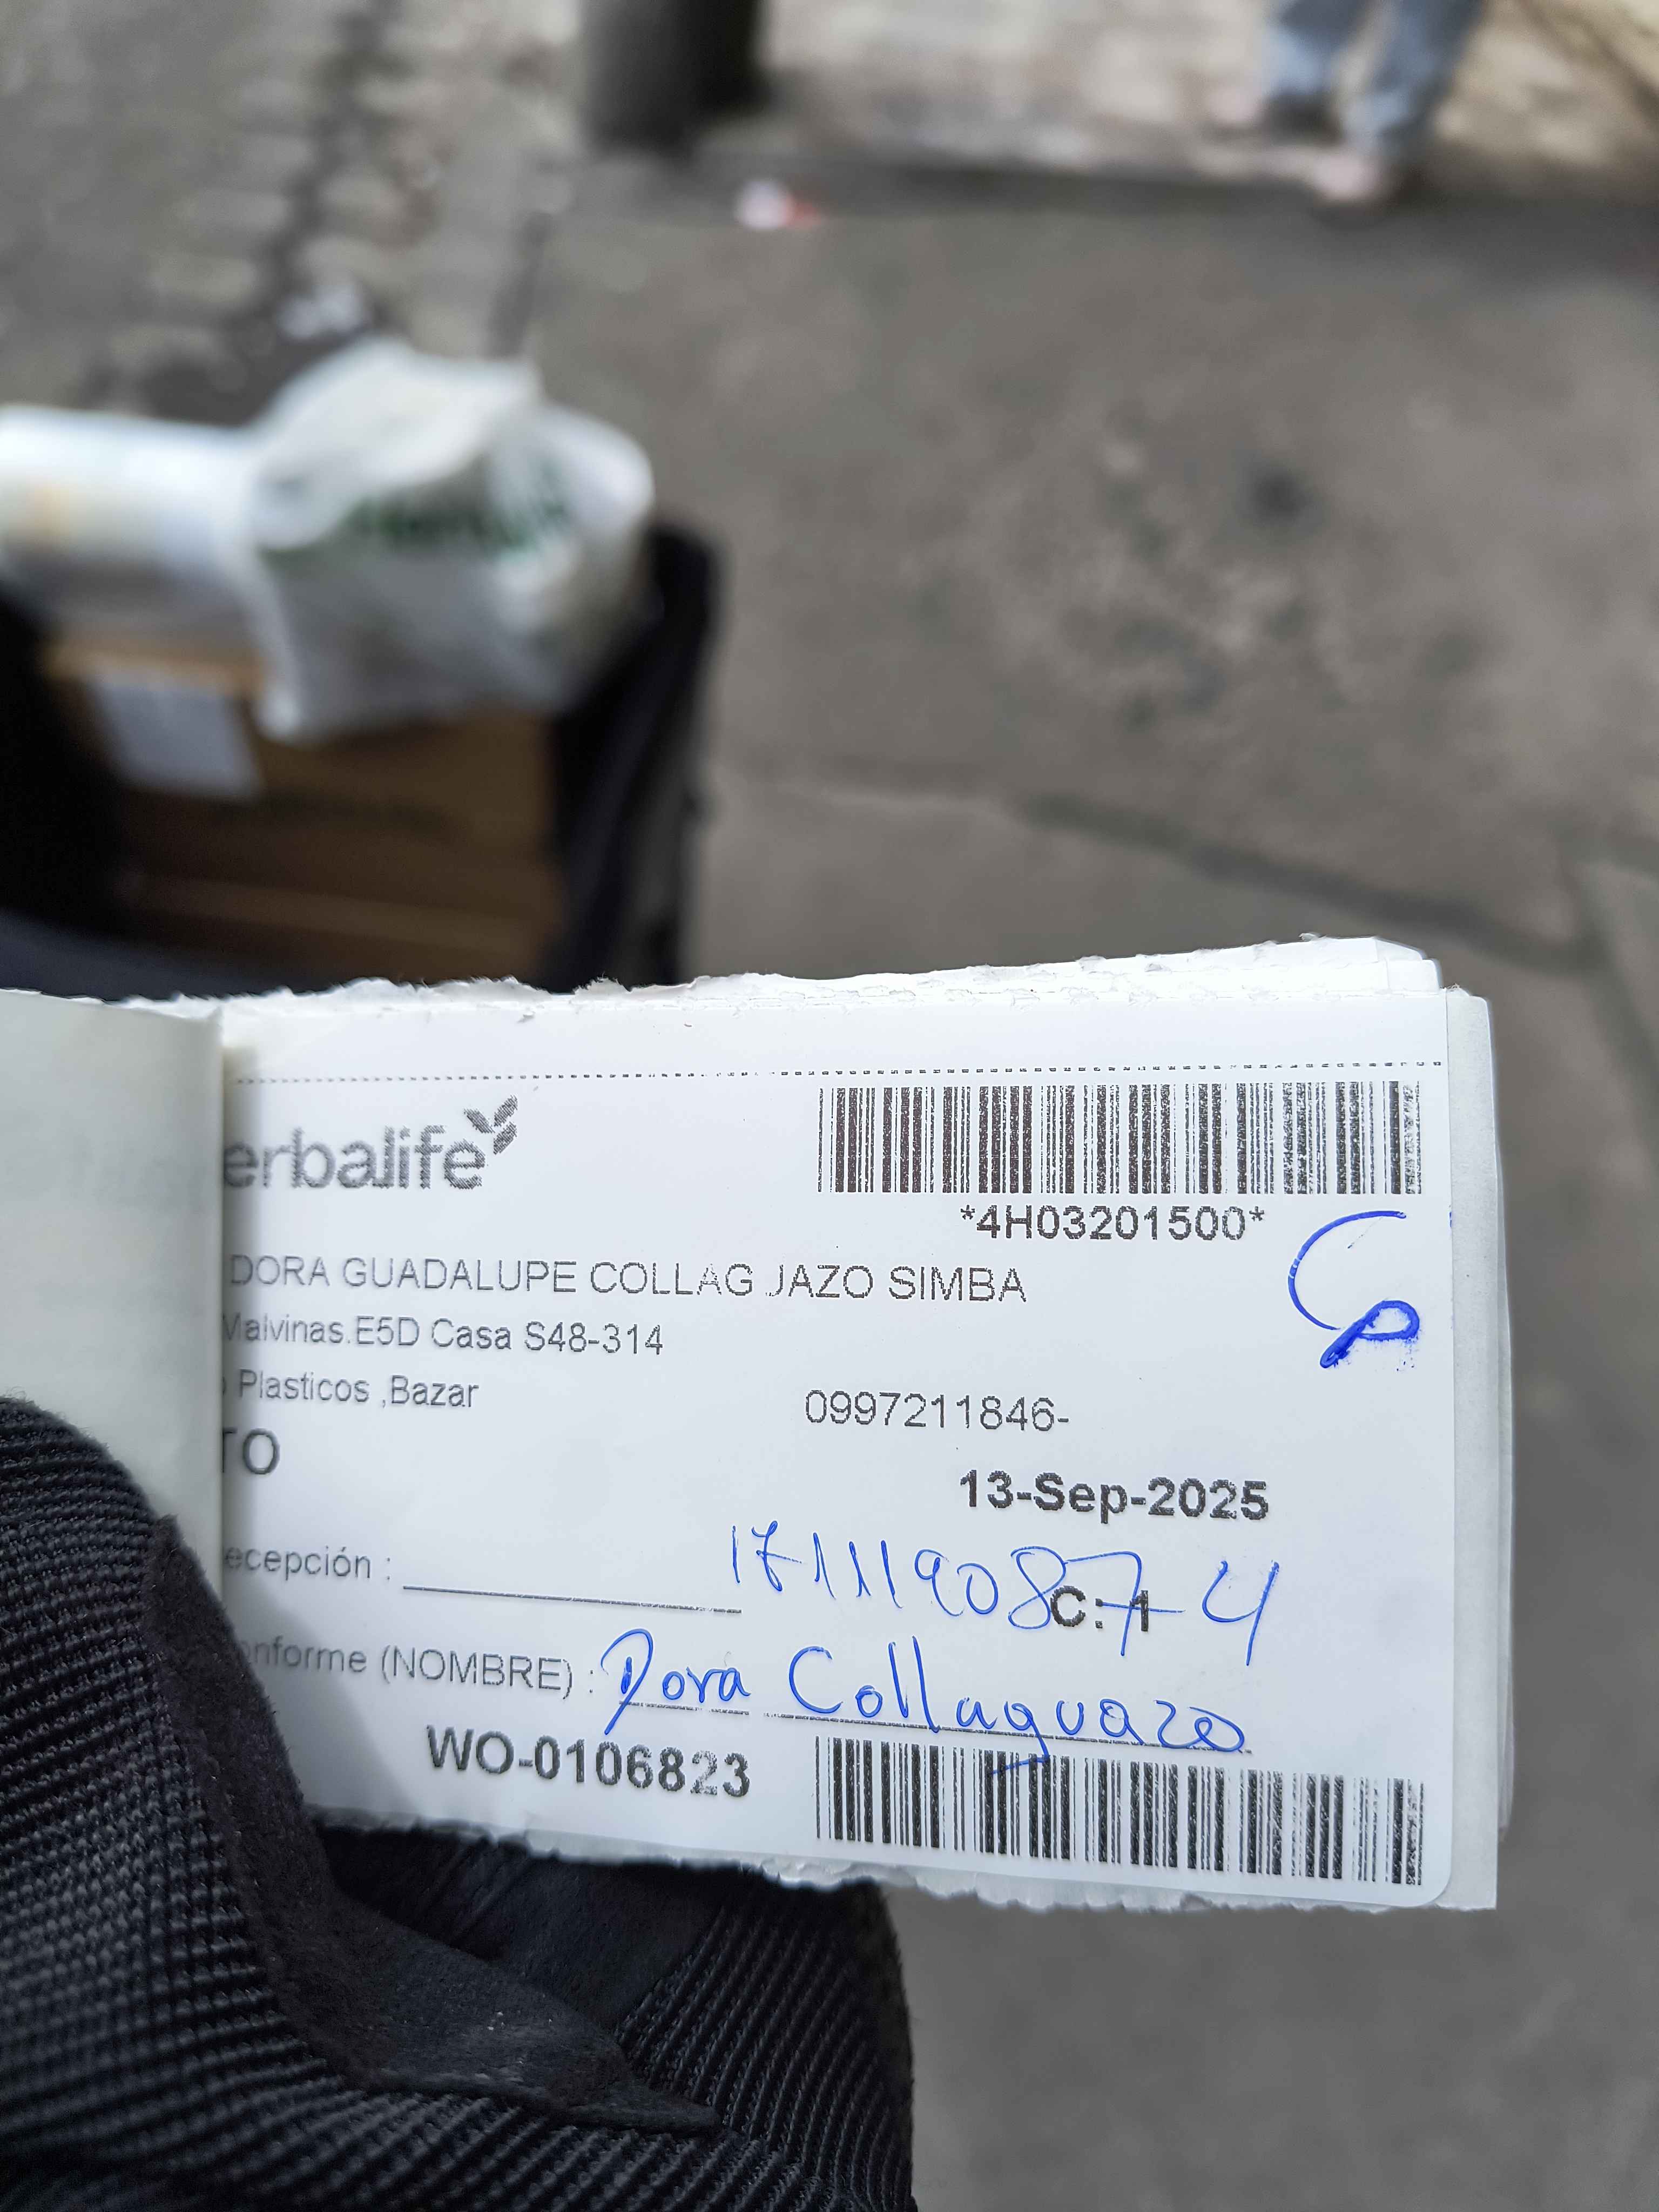 erbalife
*4H03201500*
DORA GUADALUPE COLLAG JAZO SIMBA
Malvinas.E5D Casa S48-314
Plasticos ,Bazar
0997211846-
TO
13-Sep-2025
ecepción :
1711190874
C: 1
onforme (NOMBRE) : Dora Collaguazo
WO-0106823